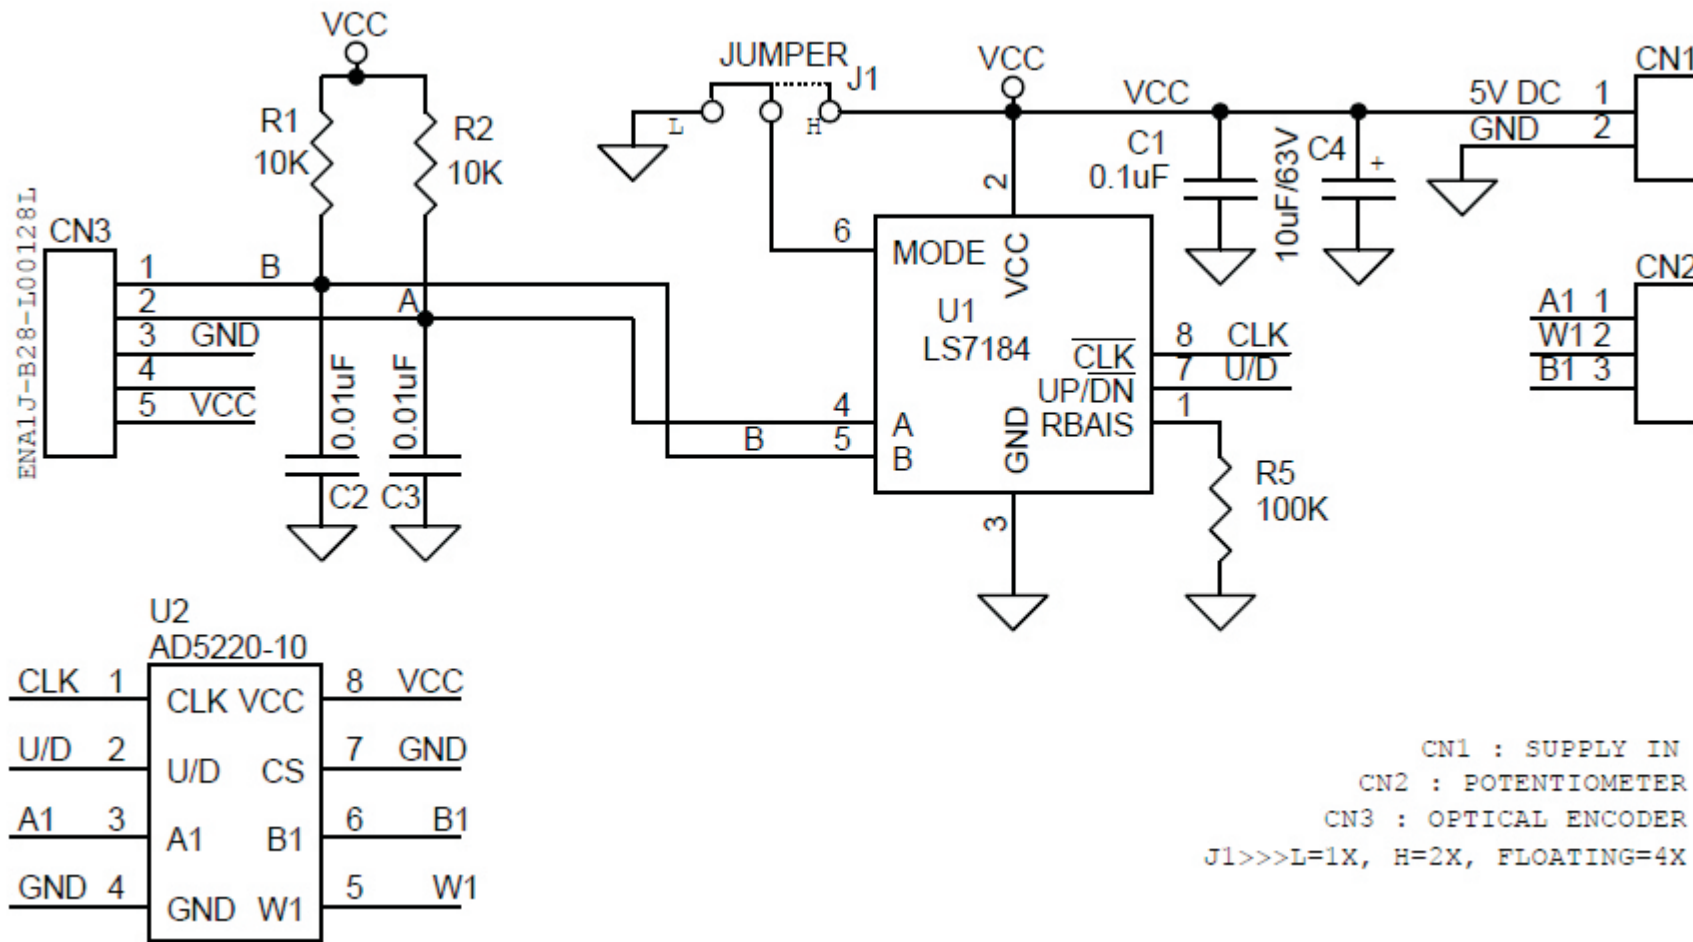 VCC
R1
10K
R2
10K
JUMPER
J1
L
H
VCC
VCC
5V DC 1
GND 2
CN1
C1
0.1uF
10uF/63V
C4
+
ENA1J-B28-L00128L
CN3
1 B
2 A
3 GND
4
5 VCC
0.01uF
0.01uF
C2
C3
2
6
MODE
VCC
U1
LS7184
CLK 8 CLK
UP/DN 7 U/D
RBAIS 1
4 A
B 5 B
GND
3
R5
100K
CN2
A1 1
W1 2
B1 3
U2
AD5220-10
CLK 1 CLK VCC 8 VCC
U/D 2 U/D CS 7 GND
A1 3 A1 B1 6 B1
GND 4 GND W1 5 W1
CN1 : SUPPLY IN
CN2 : POTENTIOMETER
CN3 : OPTICAL ENCODER
J1>>>L=1X, H=2X, FLOATING=4X